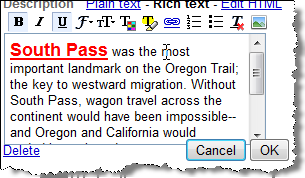 Description Plain text - Rich text - Edit HTML
B I U F T
South Pass was the most
important landmark on the Oregon Trail;
the key to westward migration. Without
South Pass, wagon travel across the
continent would have been impossible--
and Oregon and California would
Delete Cancel OK